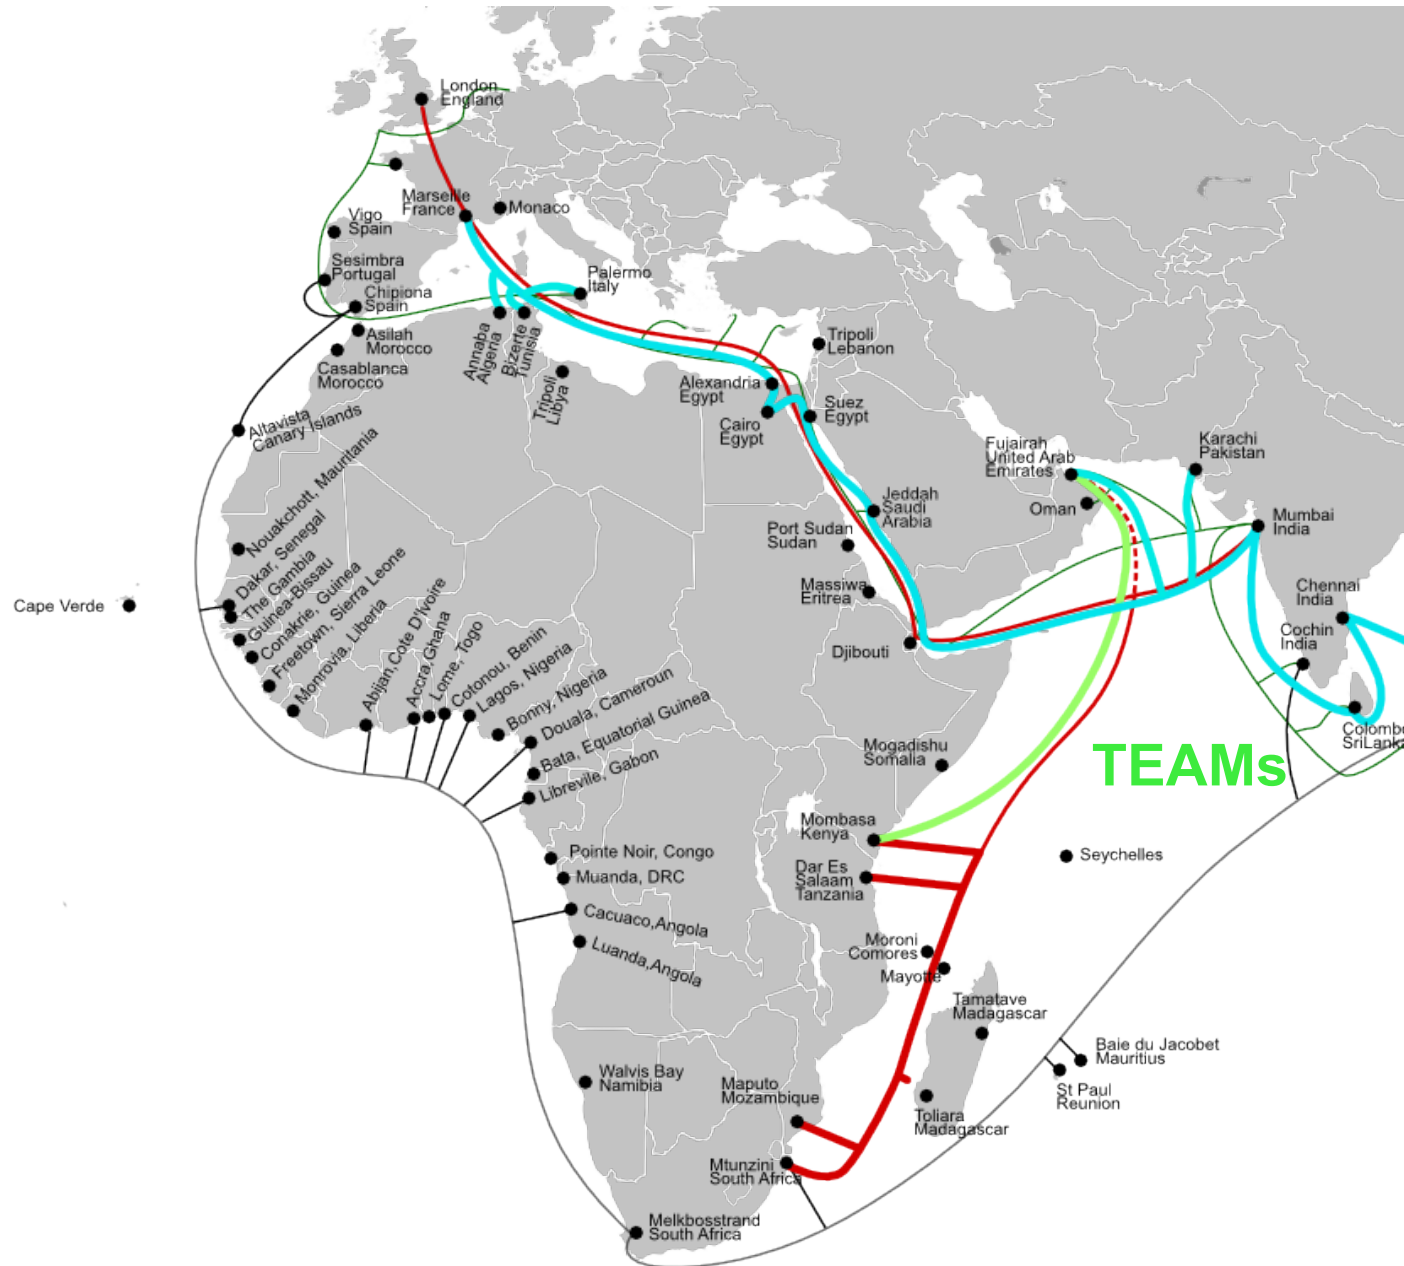 London
England
Marseille
France
Monaco
Vigo
Spain
Sesimbra
Portugal
Chipiona
Spain
Palermo
Italy
Asilah
Morocco
Casablanca
Morocco
Annaba
Algeria
Bizerte
Tunisia
Tripoli
Libya
Tripoli
Lebanon
Alexandria
Egypt
Cairo
Egypt
Suez
Egypt
Altavista
Canary Islands
Fujairah
United Arab
Emirates
Karachi
Pakistan
Oman
Jeddah
Saudi
Arabia
Mumbai
India
Port Sudan
Sudan
Massiwa
Eritrea
Djibouti
Chennai
India
Cochin
India
Colombo
SriLanka
Cape Verde
Nouakchott, Mauritania
Dakar, Senegal
The Gambia
Guinea-Bissau
Conakrie, Guinea
Freetown, Sierra Leone
Monrovia, Liberia
Abijan,Cote D'Ivoire
Accra,Ghana
Lome, Togo
Cotonou, Benin
Lagos, Nigeria
Bonny, Nigeria
Douala, Cameroun
Bata, Equatorial Guinea
Librevile, Gabon
Mogadishu
Somalia
TEAMs
Mombasa
Kenya
Seychelles
Dar Es
Salaam
Tanzania
Pointe Noir, Congo
Muanda, DRC
Cacuaco,Angola
Luanda,Angola
Moroni
Comores
Mayotte
Tamatave
Madagascar
Baie du Jacobet
Mauritius
St Paul
Reunion
Walvis Bay
Namibia
Maputo
Mozambique
Toliara
Madagascar
Mtunzini
South Africa
Melkbosstrand
South Africa